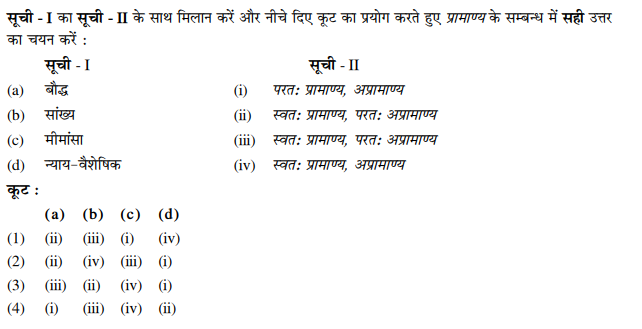 सूची - I का सूची - II के साथ मिलान करें और नीचे दिए कूट का प्रयोग करते हुए प्रामाण्य के सम्बन्ध में सही उत्तर
का चयन करें :
सूची - I सूची - II
(a) बौद्ध (i) परत: प्रामाण्य, अप्रामाण्य
(b) सांख्य (ii) स्वत: प्रामाण्य, परत: अप्रामाण्य
(c) मीमांसा (iii) स्वत: प्रामाण्य, परत: अप्रामाण्य
(d) न्याय-वैशेषिक (iv) स्वत: प्रामाण्य, अप्रामाण्य
कूट :
(a) (b) (c) (d)
(1) (ii) (iii) (i) (iv)
(2) (ii) (iv) (iii) (i)
(3) (iii) (ii) (iv) (i)
(4) (i) (iii) (iv) (ii)